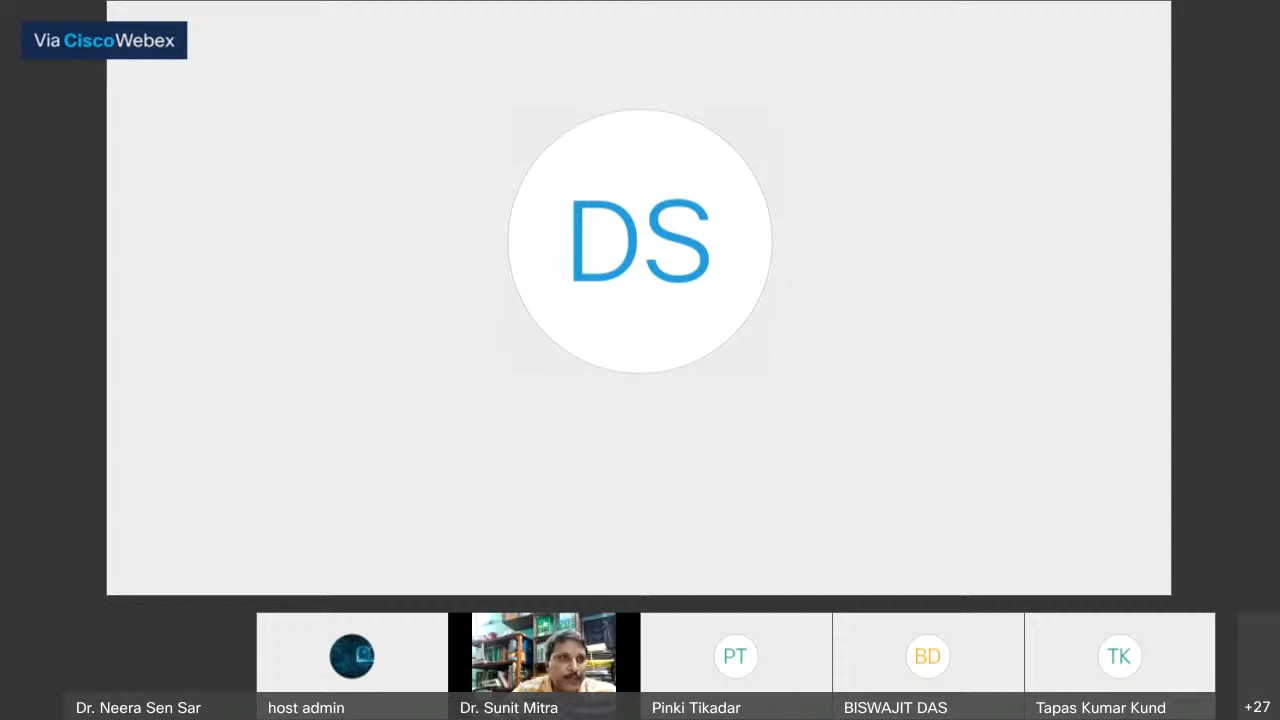 Via CiscoWebex
DS
PT
BD
TK
Dr. Neera Sen Sar
host admin
Dr. Sunit Mitra
Pinki Tikadar
BISWAJIT DAS
Tapas Kumar Kund
+27